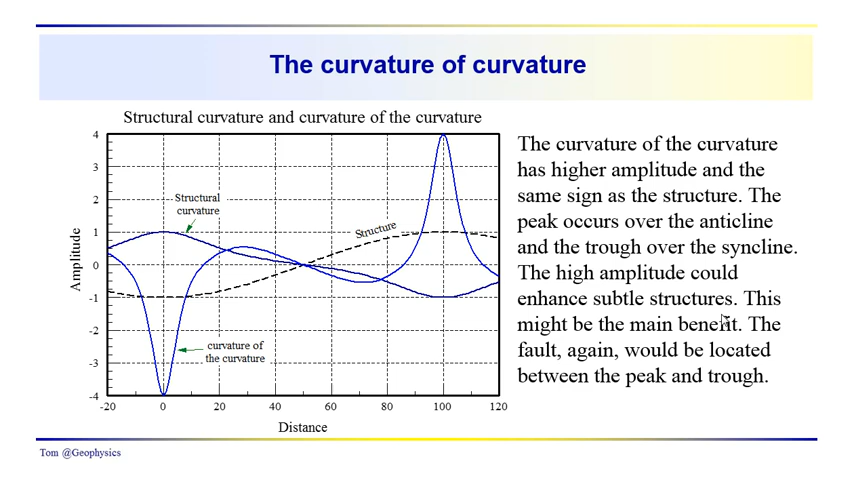 The curvature of curvature
Structural curvature and curvature of the curvature
4
3
2
1
0
-1
-2
-3
-4
Amplitude
Structural
curvature
Structure
curvature of
the curvature
-20 0 20 40 60 80 100 120
Distance
The curvature of the curvature
has higher amplitude and the
same sign as the structure. The
peak occurs over the anticline
and the trough over the syncline.
The high amplitude could
enhance subtle structures. This
might be the main benefit. The
fault, again, would be located
between the peak and trough.
Tom @Geophysics